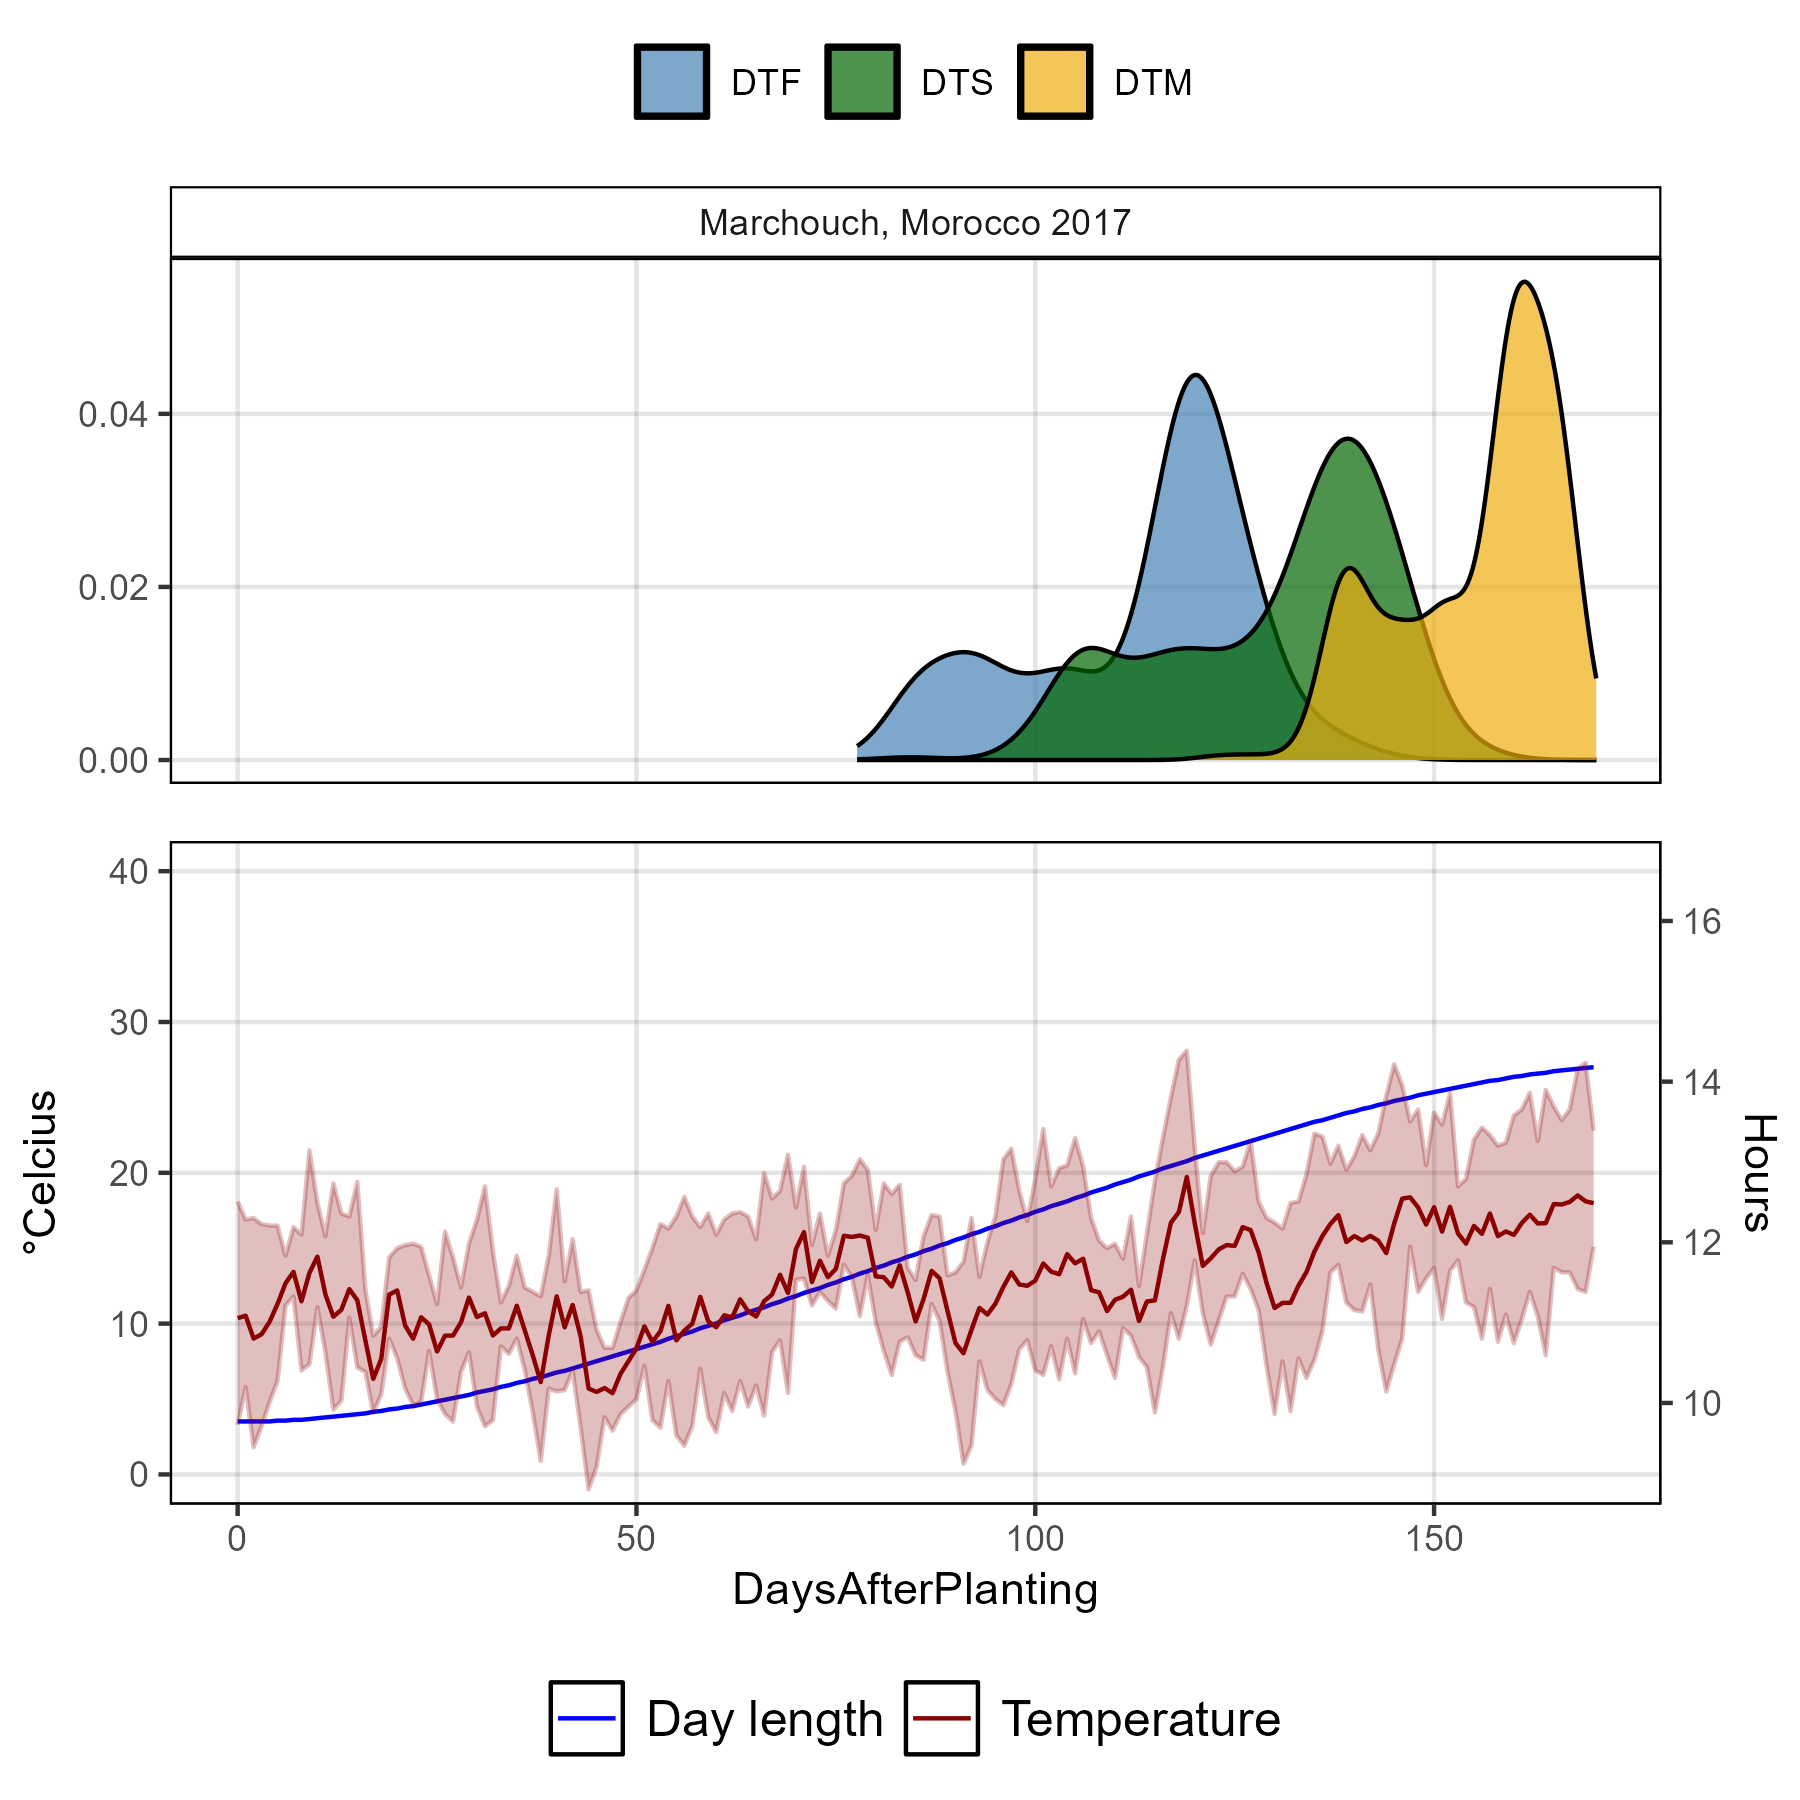 DTF DTS DTM
Marchouch, Morocco 2017
0.04
0.02
0.00
40
30
20
10
0
°Celcius
16
14
12
10
Hours
0 50 100 150
DaysAfterPlanting
Day length Temperature